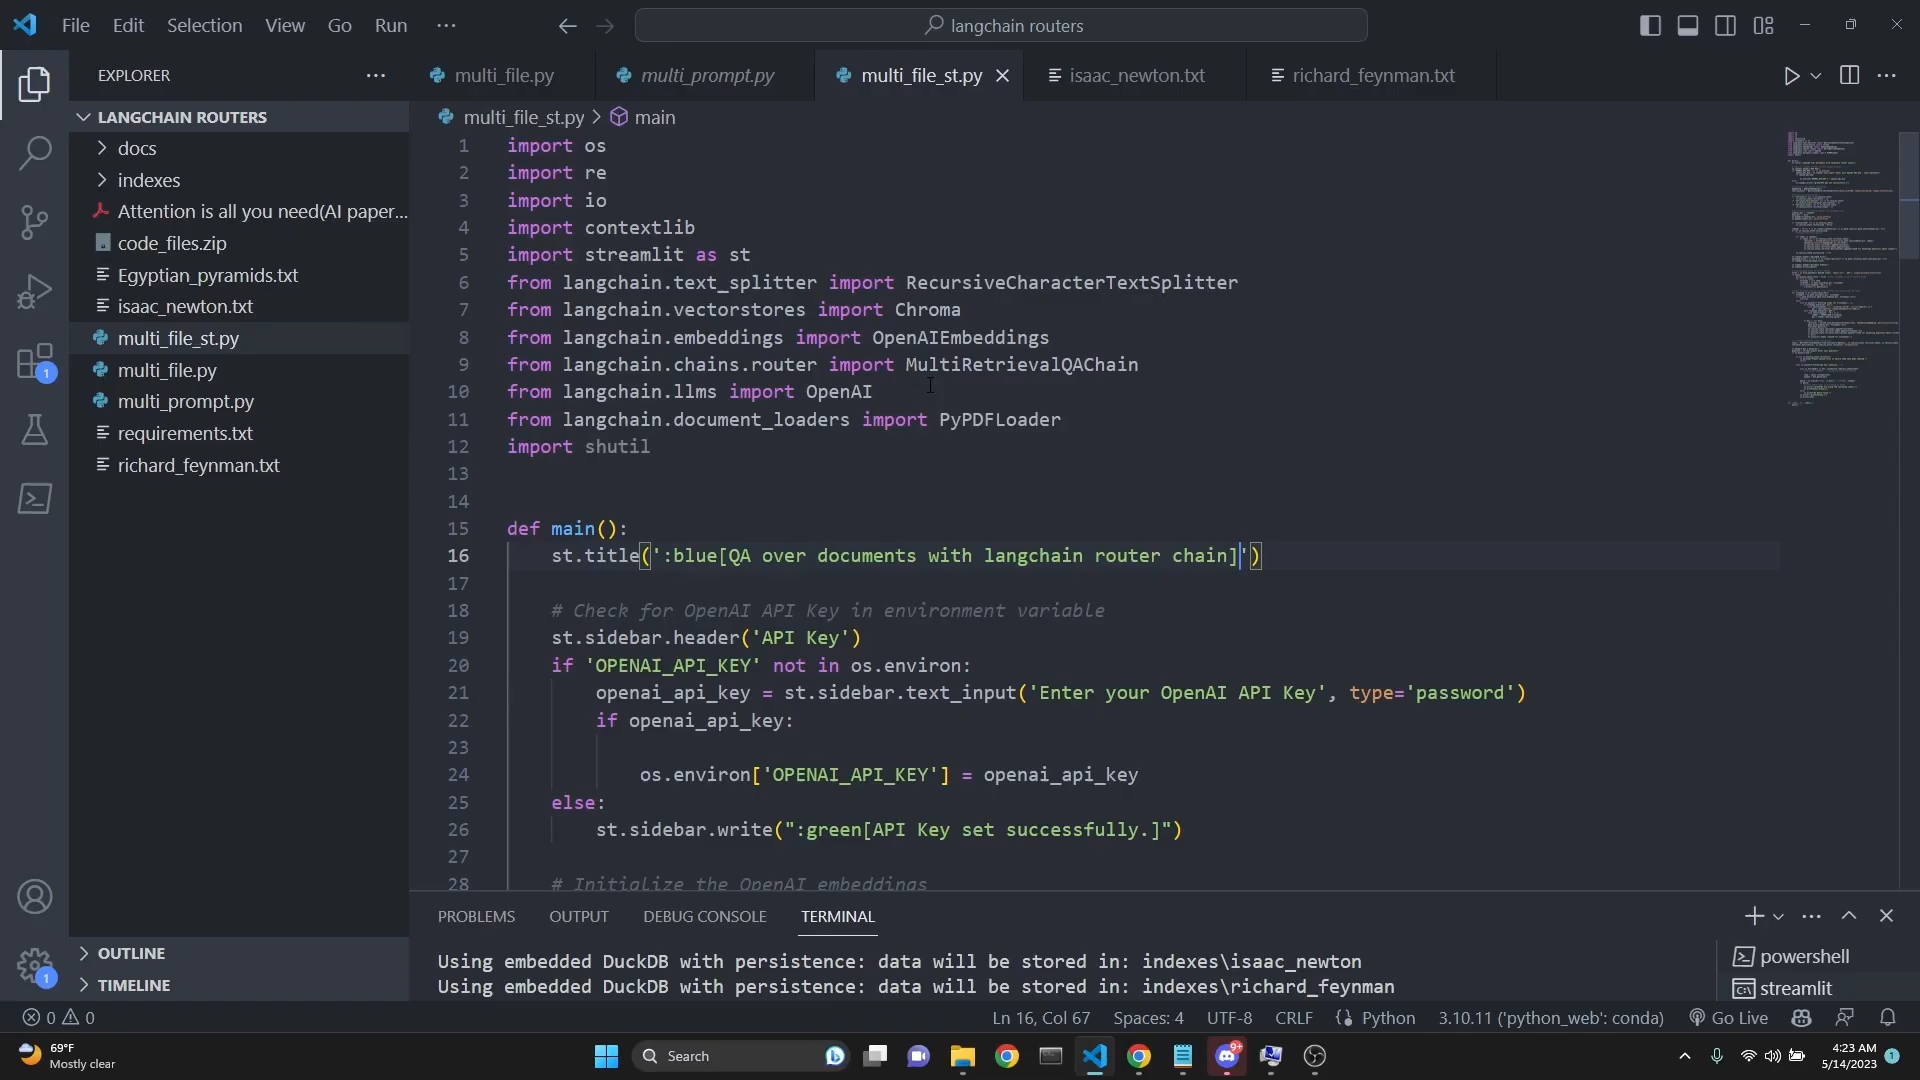 File Edit Selection View Go Run ···
langchain routers
EXPLORER
multi_file.py
multi_prompt.py
multi_file_st.py
isaac_newton.txt
richard_feynman.txt
LANGCHAIN ROUTERS
docs
indexes
Attention is all you need(AI paper...
code_files.zip
Egyptian_pyramids.txt
isaac_newton.txt
multi_file_st.py
multi_file.py
multi_prompt.py
requirements.txt
richard_feynman.txt
OUTLINE
TIMELINE
multi_file_st.py > main
1 import os
2 import re
3 import io
4 import contextlib
5 import streamlit as st
6 from langchain.text_splitter import RecursiveCharacterTextSplitter
7 from langchain.vectorstores import Chroma
8 from langchain.embeddings import OpenAIEmbeddings
9 from langchain.chains.router import MultiRetrievalQAChain
10 from langchain.llms import OpenAI
11 from langchain.document_loaders import PyPDFLoader
12 import shutil
13
14
15 def main():
16 st.title(':blue[QA over documents with langchain router chain]')
17
18 # Check for OpenAI API Key in environment variable
19 st.sidebar.header('API Key')
20 if 'OPENAI_API_KEY' not in os.environ:
21 openai_api_key = st.sidebar.text_input('Enter your OpenAI API Key', type='password')
22 if openai_api_key:
23
24 os.environ['OPENAI_API_KEY'] = openai_api_key
25 else:
26 st.sidebar.write(":green[API Key set successfully.]")
27
28 # Initialize the OpenAI embeddings
PROBLEMS OUTPUT DEBUG CONSOLE TERMINAL
Using embedded DuckDB with persistence: data will be stored in: indexes\isaac_newton
Using embedded DuckDB with persistence: data will be stored in: indexes\richard_feynman
powershell
streamlit
1
1
0 0
Ln 16, Col 67 Spaces: 4 UTF-8 CRLF Python 3.10.11 ('python_web': conda) Go Live
69°F
Mostly clear
Search
9+
4:23 AM
5/14/2023
1